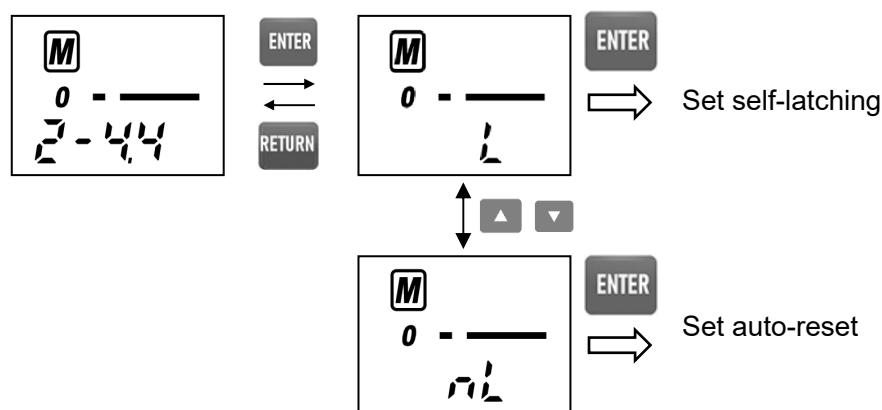 M
ENTER
M
ENTER
0
0
Set self-latching
2-4.4
RETURN
L
M
ENTER
0
Set auto-reset
nL